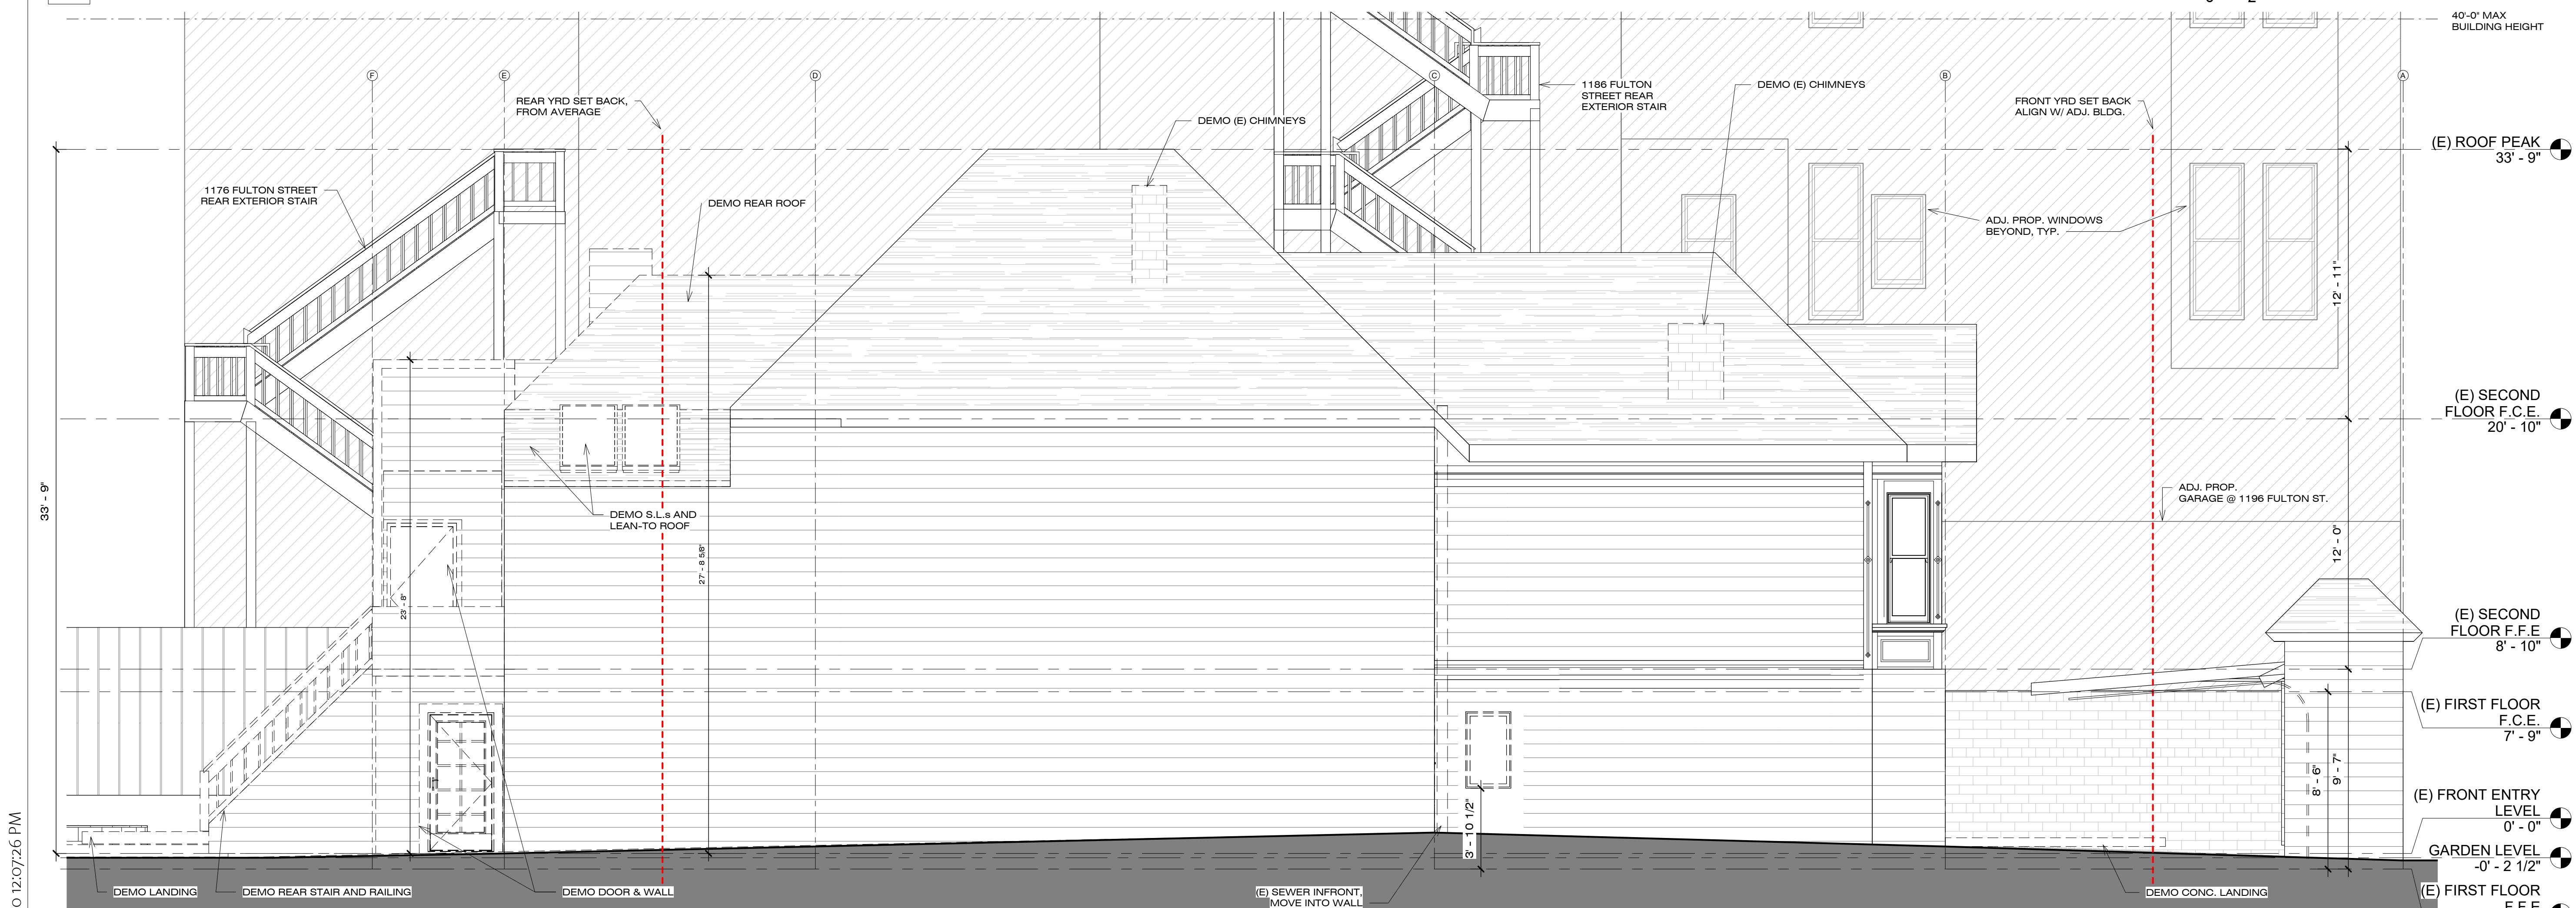 40'-0" MAX
BUILDING HEIGHT
F
E
D
C
B
A
REAR YRD SET BACK,
FROM AVERAGE
DEMO (E) CHIMNEYS
1186 FULTON
STREET REAR
EXTERIOR STAIR
DEMO (E) CHIMNEYS
FRONT YRD SET BACK
ALIGN W/ ADJ. BLDG.
(E) ROOF PEAK
33' - 9"
1176 FULTON STREET
REAR EXTERIOR STAIR
DEMO REAR ROOF
ADJ. PROP. WINDOWS
BEYOND, TYP.
12' - 11"
(E) SECOND
FLOOR F.C.E.
20' - 10"
33' - 9"
DEMO S.L.s AND
LEAN-TO ROOF
ADJ. PROP.
GARAGE @ 1196 FULTON ST.
27' - 8 5/8"
12' - 0"
23' - 8"
(E) SECOND
FLOOR F.F.E
8' - 10"
(E) FIRST FLOOR
F.C.E.
7' - 9"
8' - 6"
9' - 7"
3' - 10 1/2"
(E) FRONT ENTRY
LEVEL
0' - 0"
GARDEN LEVEL
-0' - 2 1/2"
DEMO LANDING
DEMO REAR STAIR AND RAILING
DEMO DOOR & WALL
(E) SEWER INFRONT,
MOVE INTO WALL
DEMO CONC. LANDING
(E) FIRST FLOOR
F.F.E
0 12:07:26 PM